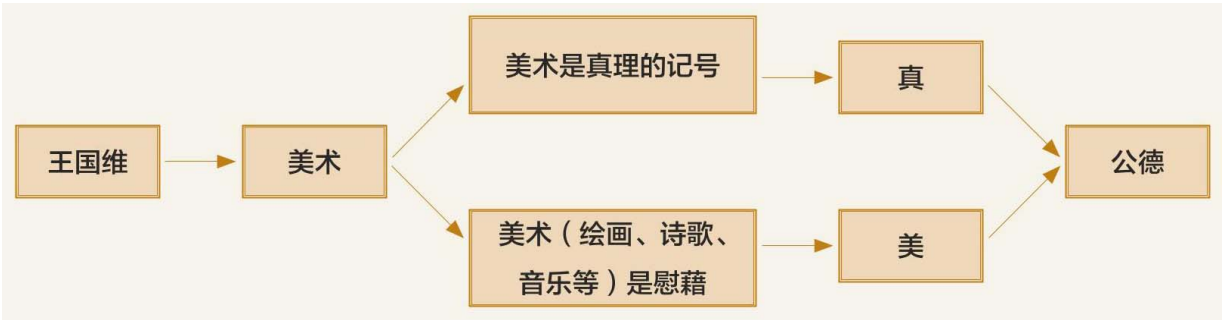 王国维
美术
美术是真理的记号
真
美术（绘画、诗歌、
音乐等）是慰藉
美
公德